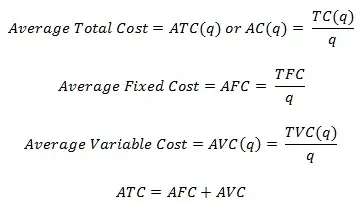 Average Total Cost = ATC(q) or AC(q) = TC(q)/q
Average Fixed Cost = AFC = TFC/q
Average Variable Cost = AVC(q) = TVC(q)/q
ATC = AFC + AVC